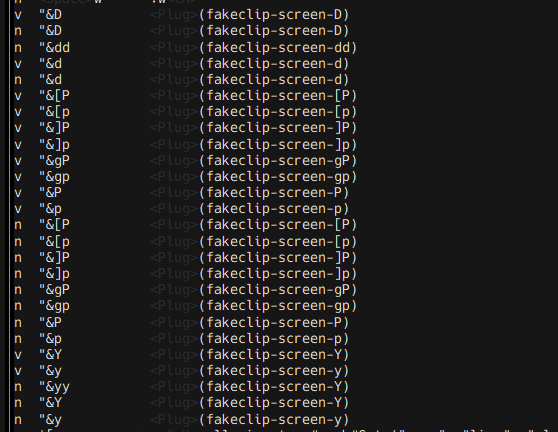 n <Space>w :w<CR>
v "&D <Plug>(fakeclip-screen-D)
n "&D <Plug>(fakeclip-screen-D)
n "&dd <Plug>(fakeclip-screen-dd)
v "&d <Plug>(fakeclip-screen-d)
n "&d <Plug>(fakeclip-screen-d)
v "&[P <Plug>(fakeclip-screen-[P)
v "&[p <Plug>(fakeclip-screen-[p)
v "&]P <Plug>(fakeclip-screen-]P)
v "&]p <Plug>(fakeclip-screen-]p)
v "&gP <Plug>(fakeclip-screen-gP)
v "&gp <Plug>(fakeclip-screen-gp)
v "&P <Plug>(fakeclip-screen-P)
v "&p <Plug>(fakeclip-screen-p)
n "&[P <Plug>(fakeclip-screen-[P)
n "&[p <Plug>(fakeclip-screen-[p)
n "&]P <Plug>(fakeclip-screen-]P)
n "&]p <Plug>(fakeclip-screen-]p)
n "&gP <Plug>(fakeclip-screen-gP)
n "&gp <Plug>(fakeclip-screen-gp)
n "&P <Plug>(fakeclip-screen-P)
n "&p <Plug>(fakeclip-screen-p)
v "&Y <Plug>(fakeclip-screen-Y)
v "&y <Plug>(fakeclip-screen-y)
n "&yy <Plug>(fakeclip-screen-Y)
n "&Y <Plug>(fakeclip-screen-Y)
n "&y <Plug>(fakeclip-screen-y)